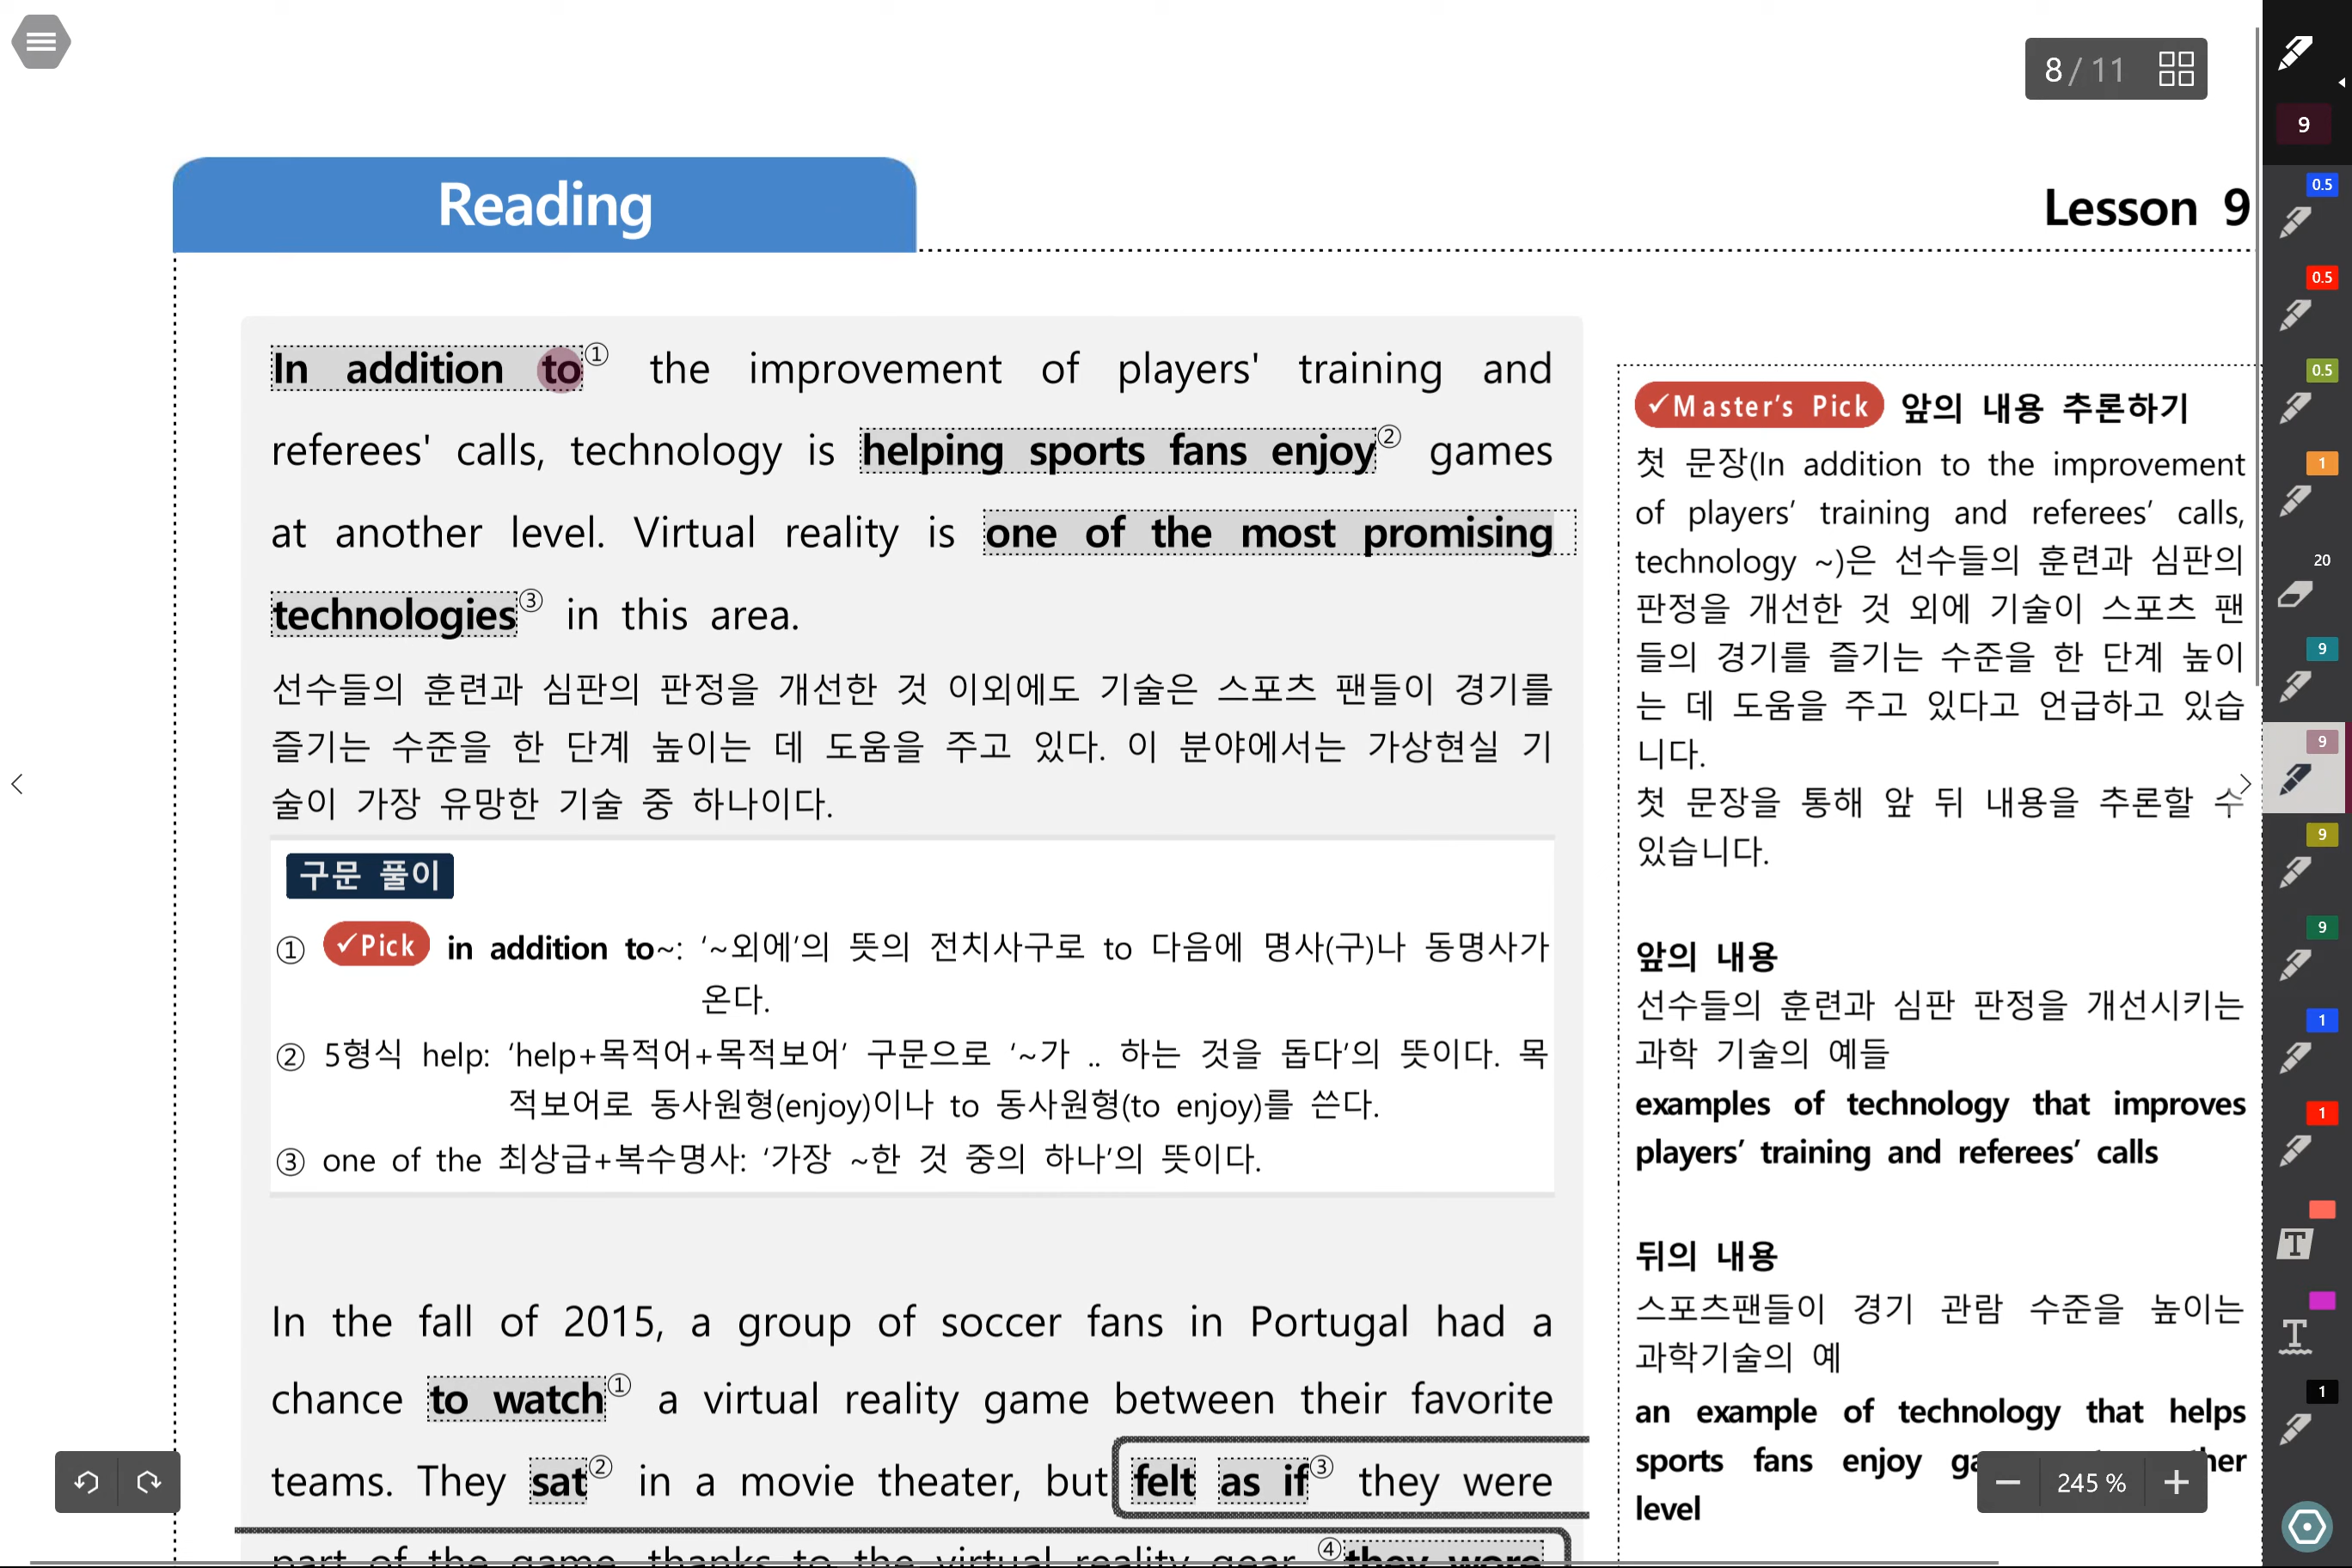 8 / 11
9
Reading
Lesson 9
In addition to① the improvement of players' training and
referees' calls, technology is helping sports fans enjoy② games
at another level. Virtual reality is one of the most promising
technologies③ in this area.
선수들의 훈련과 심판의 판정을 개선한 것 이외에도 기술은 스포츠 팬들이 경기를
즐기는 수준을 한 단계 높이는 데 도움을 주고 있다. 이 분야에서는 가상현실 기
술이 가장 유망한 기술 중 하나이다.
구문 풀이
① ✓Pick in addition to~: ‘~외에’의 뜻의 전치사구로 to 다음에 명사(구)나 동명사가
온다.
② 5형식 help: ‘help+목적어+목적보어’ 구문으로 ‘~가 .. 하는 것을 돕다’의 뜻이다. 목
적보어로 동사원형(enjoy)이나 to 동사원형(to enjoy)를 쓴다.
③ one of the 최상급+복수명사: ‘가장 ~한 것 중의 하나’의 뜻이다.
In the fall of 2015, a group of soccer fans in Portugal had a
chance to watch① a virtual reality game between their favorite
teams. They sat② in a movie theater, but felt as if③ they were
part of the game, thanks to the virtual reality gear ④they wore
✓Master’s Pick 앞의 내용 추론하기
첫 문장(In addition to the improvement
of players’ training and referees’ calls,
technology ~)은 선수들의 훈련과 심판의
판정을 개선한 것 외에 기술이 스포츠 팬
들의 경기를 즐기는 수준을 한 단계 높이
는 데 도움을 주고 있다고 언급하고 있습
니다.
첫 문장을 통해 앞 뒤 내용을 추론할 수
있습니다.
앞의 내용
선수들의 훈련과 심판 판정을 개선시키는
과학 기술의 예들
examples of technology that improves
players’ training and referees’ calls
뒤의 내용
스포츠팬들이 경기 관람 수준을 높이는
과학기술의 예
an example of technology that helps
sports fans enjoy
level
245 %
0.5
0.5
0.5
1
20
9
9
9
9
1
1
T
T
1